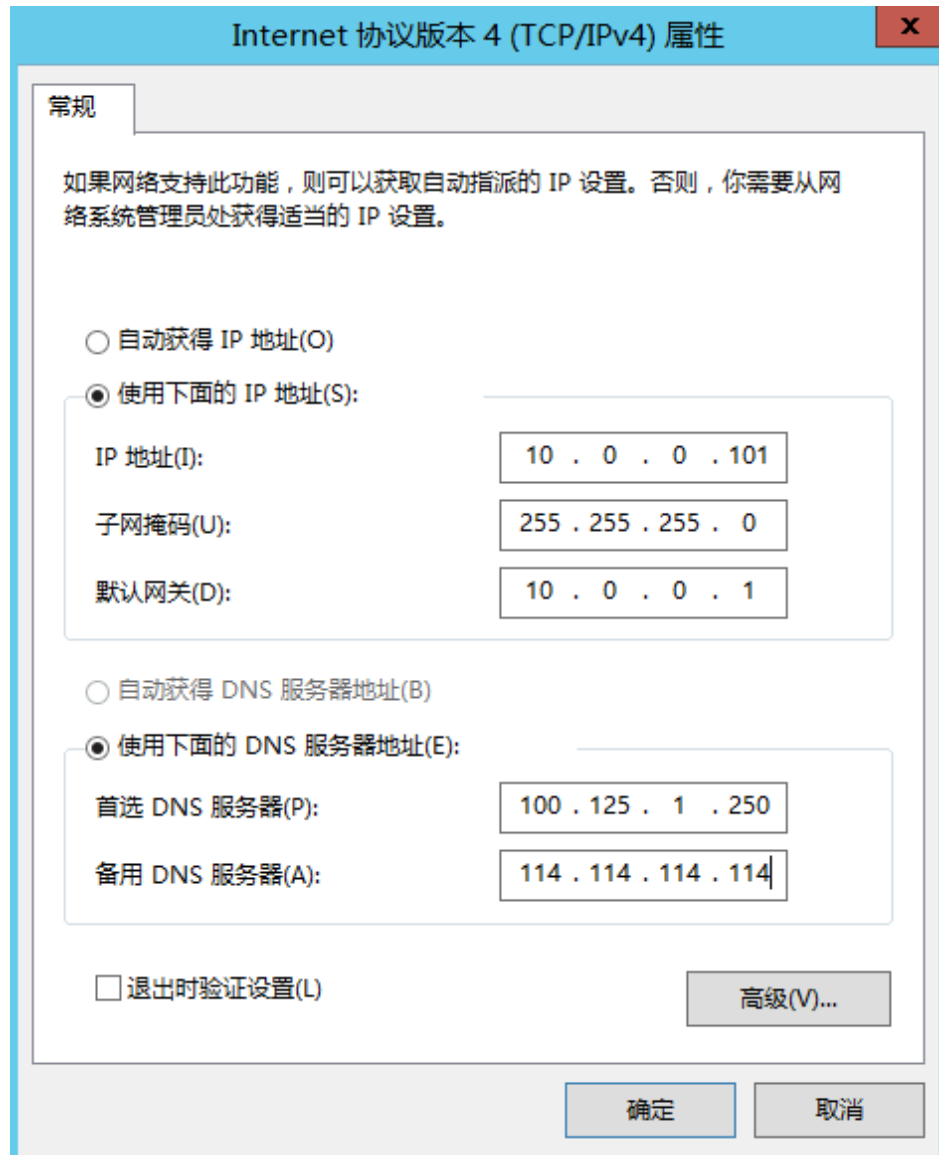 Internet 协议版本 4 (TCP/IPv4) 属性
x
常规
如果网络支持此功能，则可以获取自动指派的 IP 设置。否则，你需要从网
络系统管理员处获得适当的 IP 设置。
自动获得 IP 地址(O)
使用下面的 IP 地址(S):
IP 地址(I): 10 . 0 . 0 . 101
子网掩码(U): 255 . 255 . 255 . 0
默认网关(D): 10 . 0 . 0 . 1
自动获得 DNS 服务器地址(B)
使用下面的 DNS 服务器地址(E):
首选 DNS 服务器(P): 100 . 125 . 1 . 250
备用 DNS 服务器(A): 114 . 114 . 114 . 114
退出时验证设置(L)
高级(V)...
确定 取消